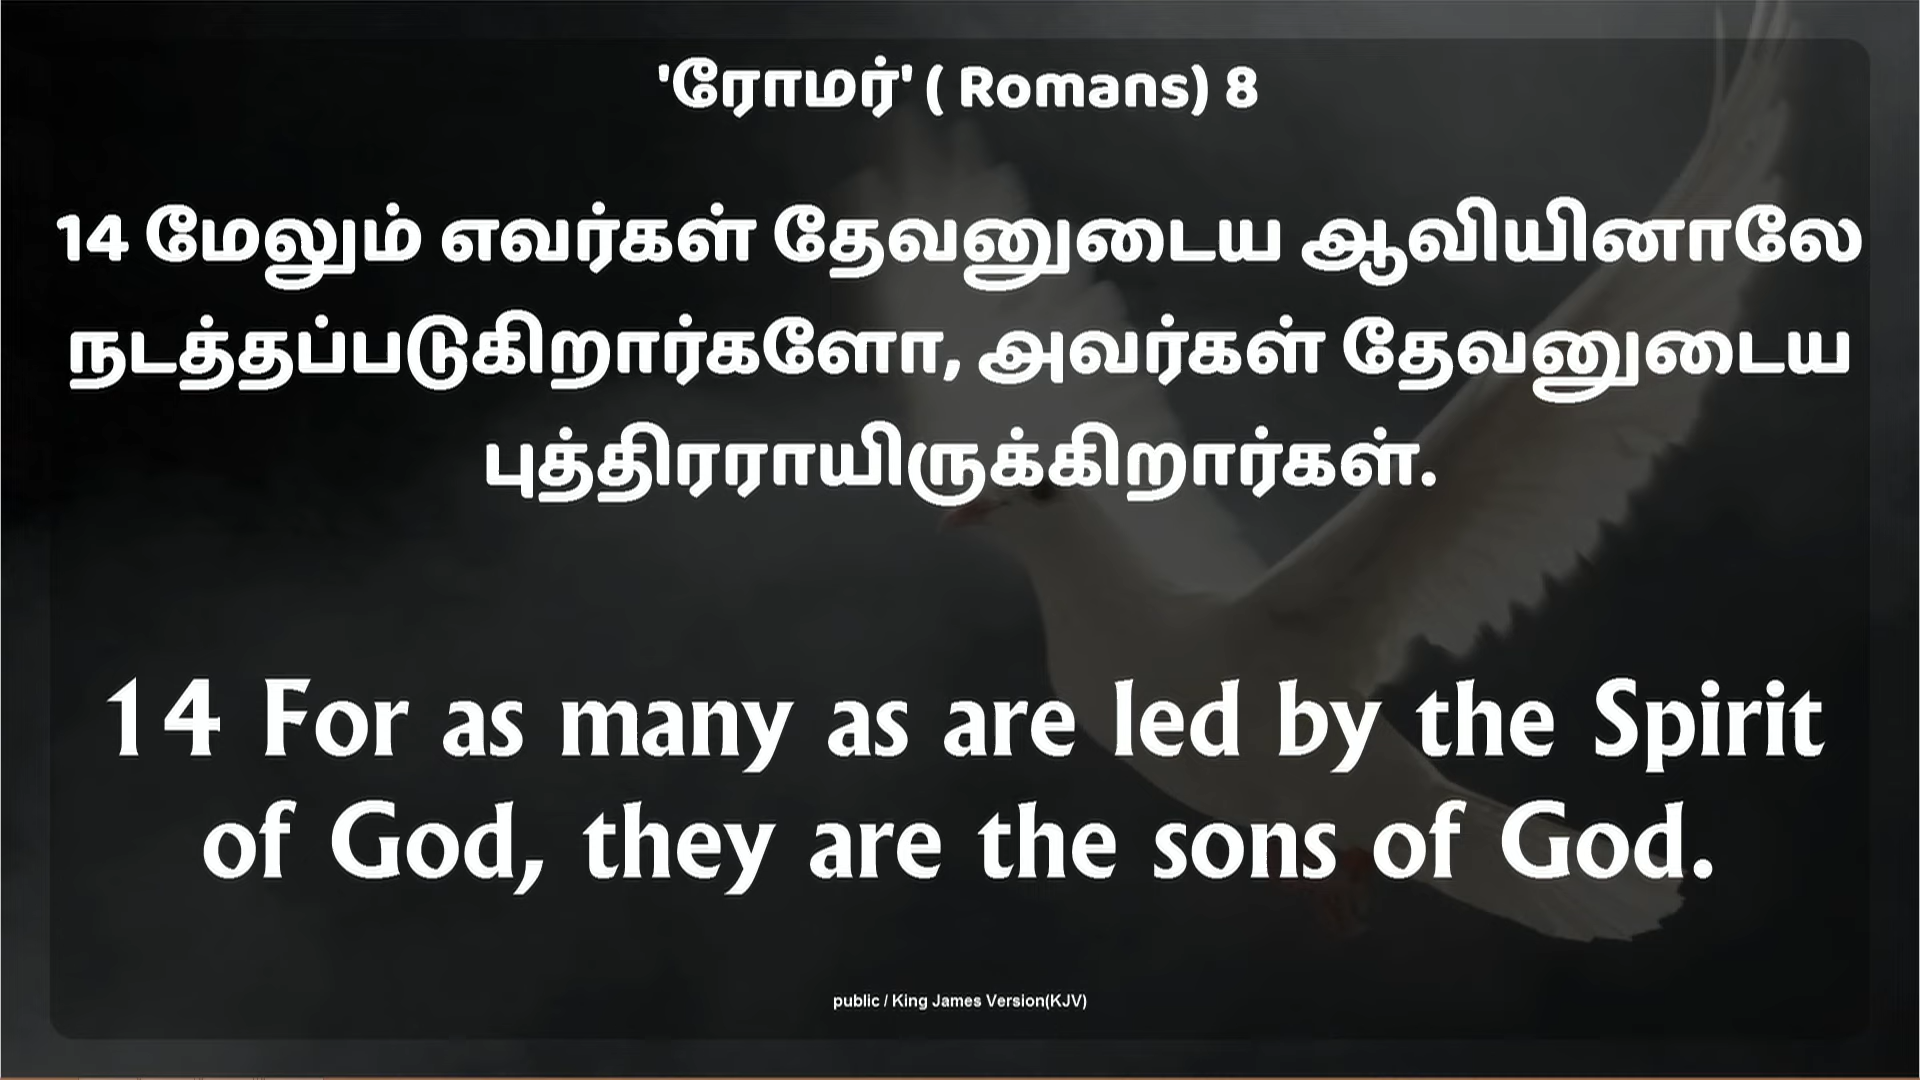 'ரோமர்' ( Romans) 8
14 மேலும் எவர்கள் தேவனுடைய ஆவியினாலே
நடத்தப்படுகிறார்களோ, அவர்கள் தேவனுடைய
புத்திரராயிருக்கிறார்கள்.
14 For as many as are led by the Spirit
of God, they are the sons of God.
public / King James Version(KJV)